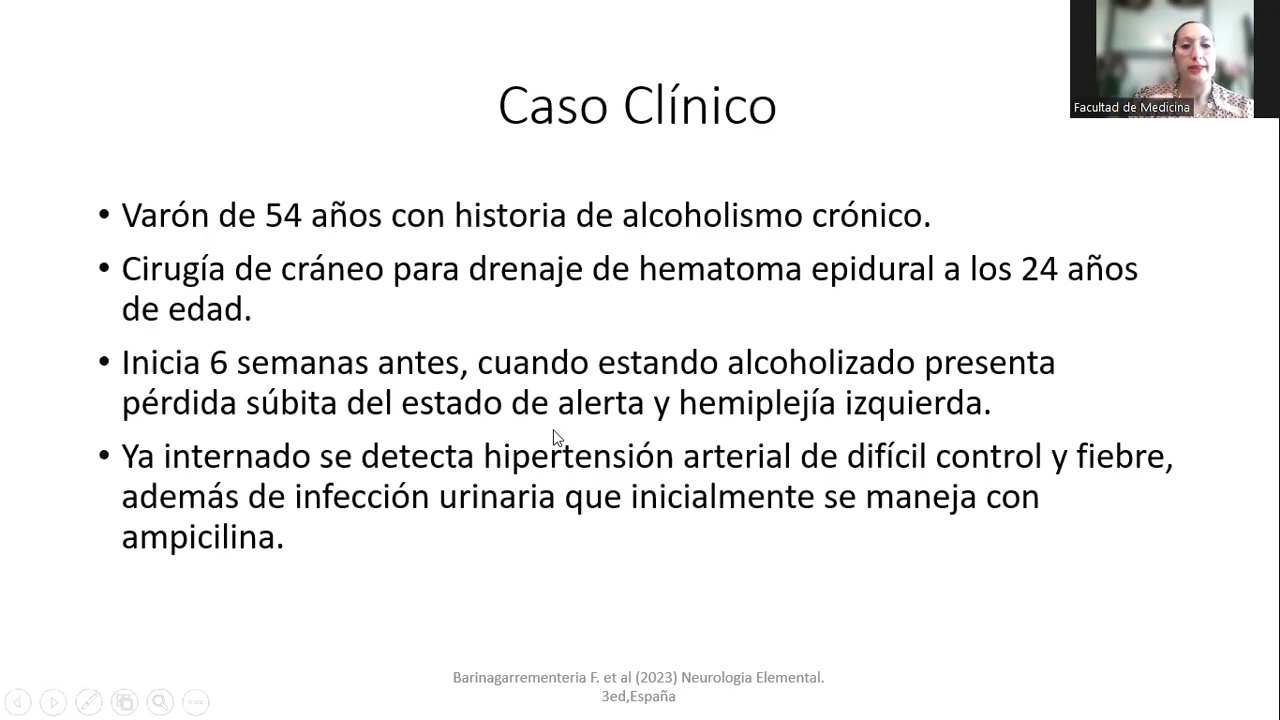 Facultad de Medicina
Caso Clínico
• Varón de 54 años con historia de alcoholismo crónico.
• Cirugía de cráneo para drenaje de hematoma epidural a los 24 años
de edad.
• Inicia 6 semanas antes, cuando estando alcoholizado presenta
pérdida súbita del estado de alerta y hemiplejía izquierda.
• Ya internado se detecta hipertensión arterial de difícil control y fiebre,
además de infección urinaria que inicialmente se maneja con
ampicilina.
Barinagarrementeria F. et al (2023) Neurologia Elemental.
3ed,España